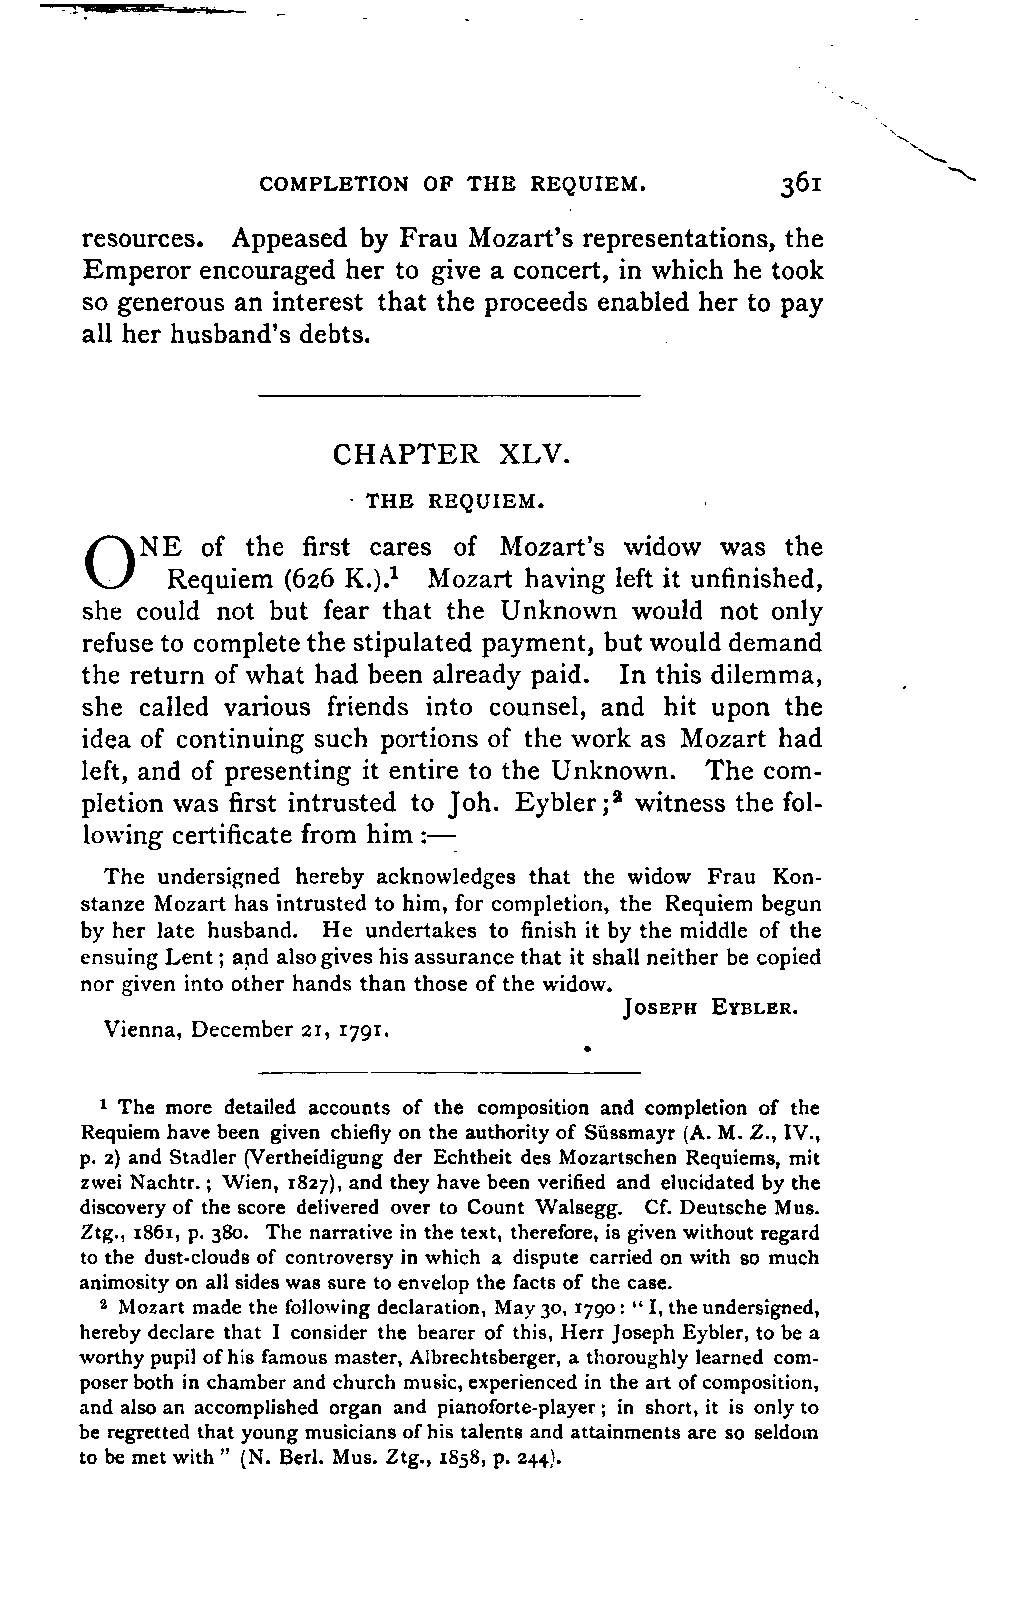 COMPLETION OF THE REQUIEM. 361
resources. Appeased by Frau Mozart's representations, the
Emperor encouraged her to give a concert, in which he took
so generous an interest that the proceeds enabled her to pay
all her husband's debts.
CHAPTER XLV.
THE REQUIEM.
ONE of the first cares of Mozart's widow was the
Requiem (626 K.).¹ Mozart having left it unfinished,
she could not but fear that the Unknown would not only
refuse to complete the stipulated payment, but would demand
the return of what had been already paid. In this dilemma,
she called various friends into counsel, and hit upon the
idea of continuing such portions of the work as Mozart had
left, and of presenting it entire to the Unknown. The com-
pletion was first intrusted to Joh. Eybler;² witness the fol-
lowing certificate from him :—
The undersigned hereby acknowledges that the widow Frau Kon-
stanze Mozart has intrusted to him, for completion, the Requiem begun
by her late husband. He undertakes to finish it by the middle of the
ensuing Lent; and also gives his assurance that it shall neither be copied
nor given into other hands than those of the widow.
JOSEPH EYBLER.
Vienna, December 21, 1791.
¹ The more detailed accounts of the composition and completion of the
Requiem have been given chiefly on the authority of Süssmayr (A. M. Z., IV.,
p. 2) and Stadler (Vertheidigung der Echtheit des Mozartschen Requiems, mit
zwei Nachtr.; Wien, 1827), and they have been verified and elucidated by the
discovery of the score delivered over to Count Walsegg. Cf. Deutsche Mus.
Ztg., 1861, p. 380. The narrative in the text, therefore, is given without regard
to the dust-clouds of controversy in which a dispute carried on with so much
animosity on all sides was sure to envelop the facts of the case.
² Mozart made the following declaration, May 30, 1790: "I, the undersigned,
hereby declare that I consider the bearer of this, Herr Joseph Eybler, to be a
worthy pupil of his famous master, Albrechtsberger, a thoroughly learned com-
poser both in chamber and church music, experienced in the art of composition,
and also an accomplished organ and pianoforte-player; in short, it is only to
be regretted that young musicians of his talents and attainments are so seldom
to be met with" (N. Berl. Mus. Ztg., 1858, p. 244).